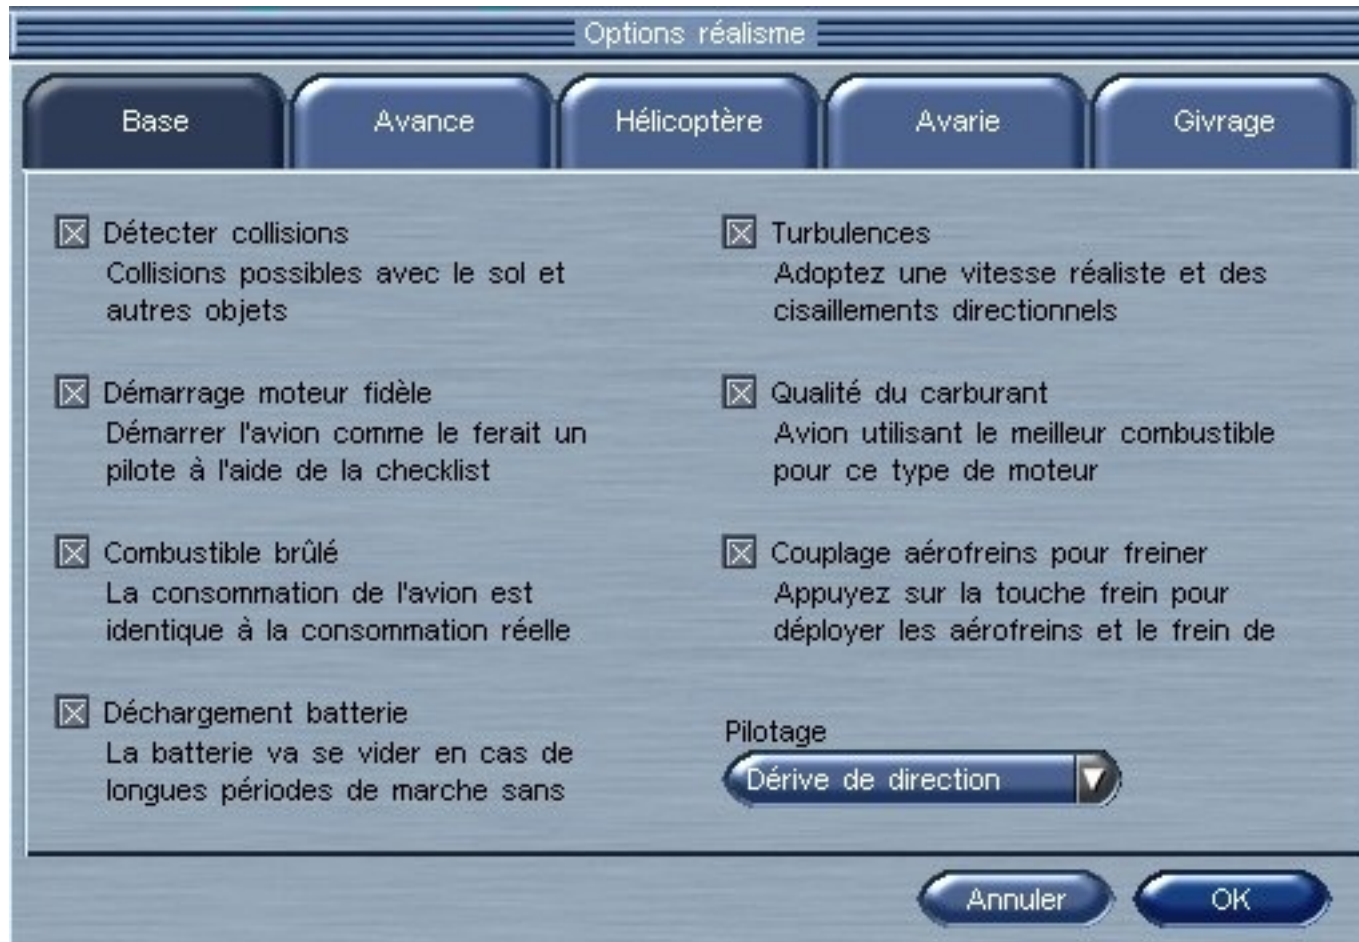 Options réalisme
Base
Avance
Hélicoptère
Avarie
Givrage
Détecter collisions
Collisions possibles avec le sol et
autres objets
Démarrage moteur fidèle
Démarrer l'avion comme le ferait un
pilote à l'aide de la checklist
Combustible brûlé
La consommation de l'avion est
identique à la consommation réelle
Déchargement batterie
La batterie va se vider en cas de
longues périodes de marche sans
Turbulences
Adoptez une vitesse réaliste et des
cisaillements directionnels
Qualité du carburant
Avion utilisant le meilleur combustible
pour ce type de moteur
Couplage aérofreins pour freiner
Appuyez sur la touche frein pour
déployer les aérofreins et le frein de
Pilotage
Dérive de direction
Annuler
OK